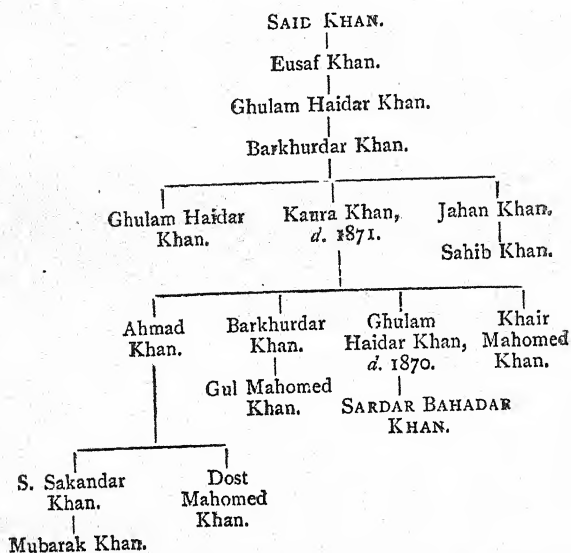 SAID KHAN.
Eusaf Khan.
Ghulam Haidar Khan.
Barkhurdar Khan.
Ghulam Haidar
Khan.
Kaura Khan,
d. 1871.
Jahan Khan,
Sahib Khan.
Ahmad
Khan.
Barkhurdar
Khan.
Gul Mahomed
Khan.
Ghulam
Haidar Khan,
d. 1870.
SARDAR BAHADAR
KHAN.
Khair
Mahomed
Khan.
S. Sakandar
Khan.
Mubarak Khan.
Dost
Mahomed
Khan.